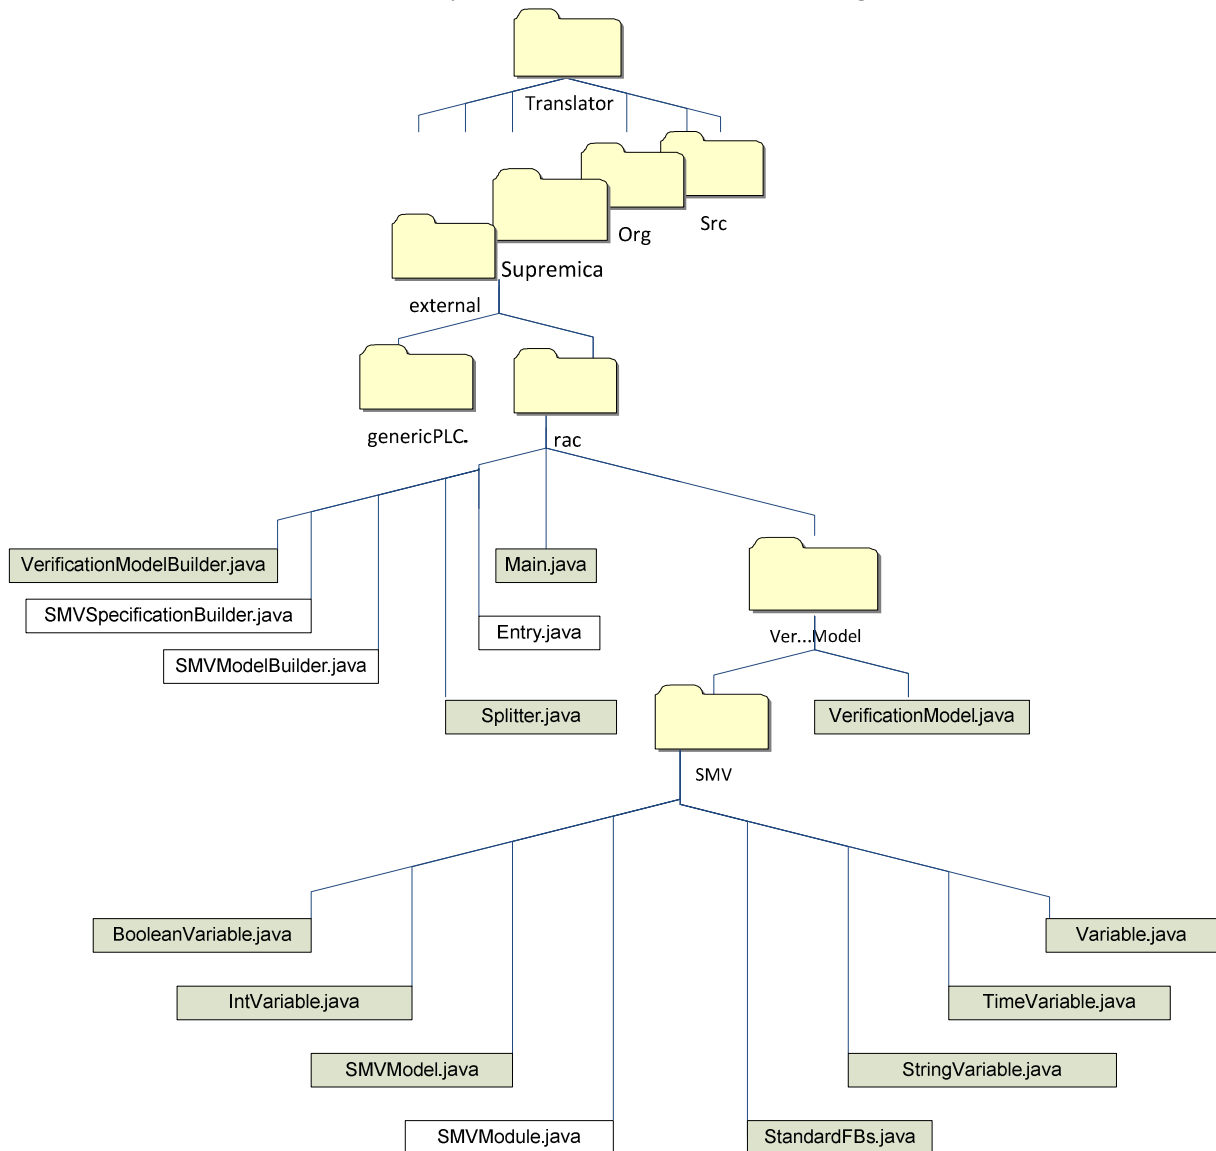 Translator
Src
Org
Supremica
external
genericPLC.
rac
VerificationModelBuilder.java
Main.java
SMVSpecificationBuilder.java
Entry.java
Ver...Model
SMVModelBuilder.java
Splitter.java
VerificationModel.java
SMV
BooleanVariable.java
Variable.java
IntVariable.java
TimeVariable.java
SMVModel.java
StringVariable.java
SMVModule.java
StandardFBs.java